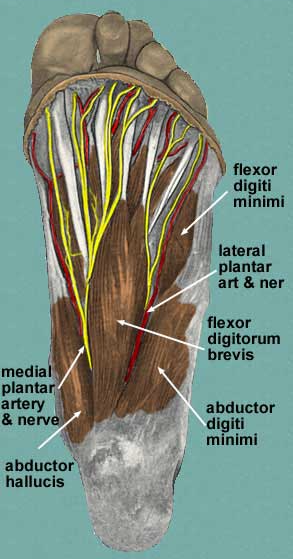 flexor
digiti
minimi
lateral
plantar
art & ner
flexor
digitorum
brevis
medial
plantar
artery
& nerve
abductor
digiti
minimi
abductor
hallucis